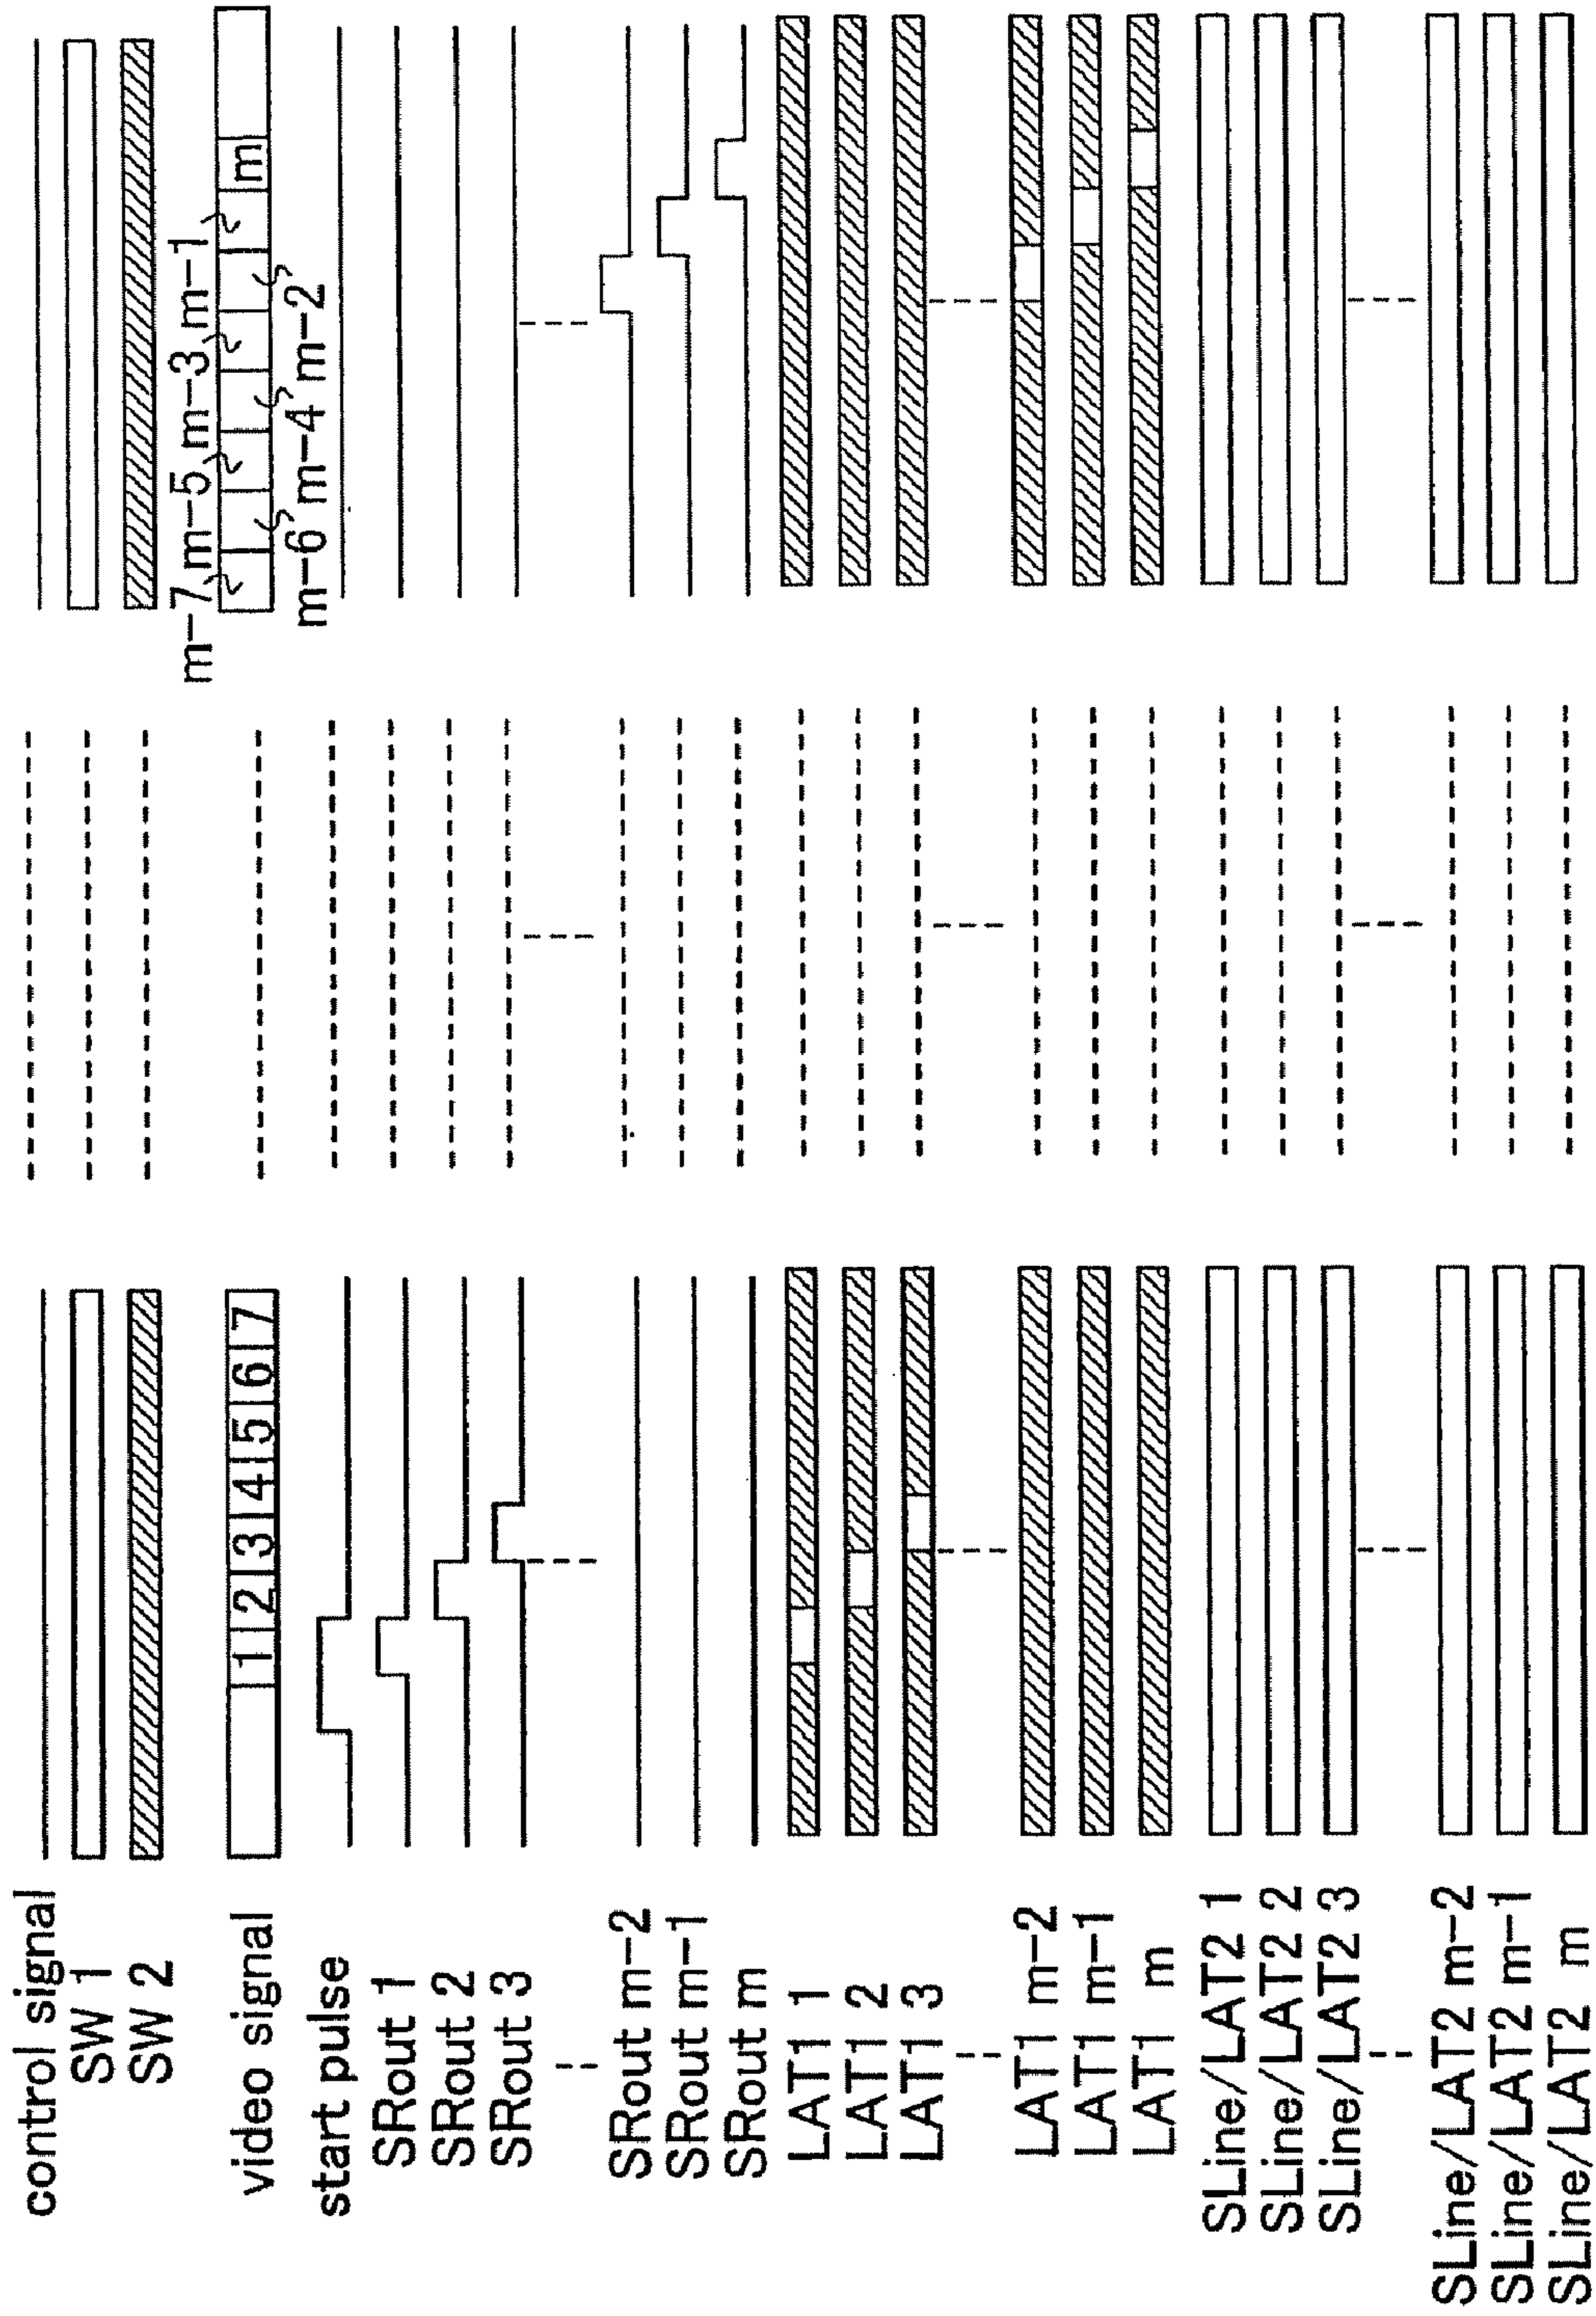 control signal
SW 1
SW 2
m-7 m-5 m-3 m-1
video signal 1 2 3 4 5 6 7 m
m-6 m-4 m-2
start pulse
SRout 1
SRout 2
SRout 3
SRout m-2
SRout m-1
SRout m
LAT1 1
LAT1 2
LAT1 3
LAT1 m-2
LAT1 m-1
LAT1 m
SLine/LAT2 1
SLine/LAT2 2
SLine/LAT2 3
SLine/LAT2 m-2
SLine/LAT2 m-1
SLine/LAT2 m